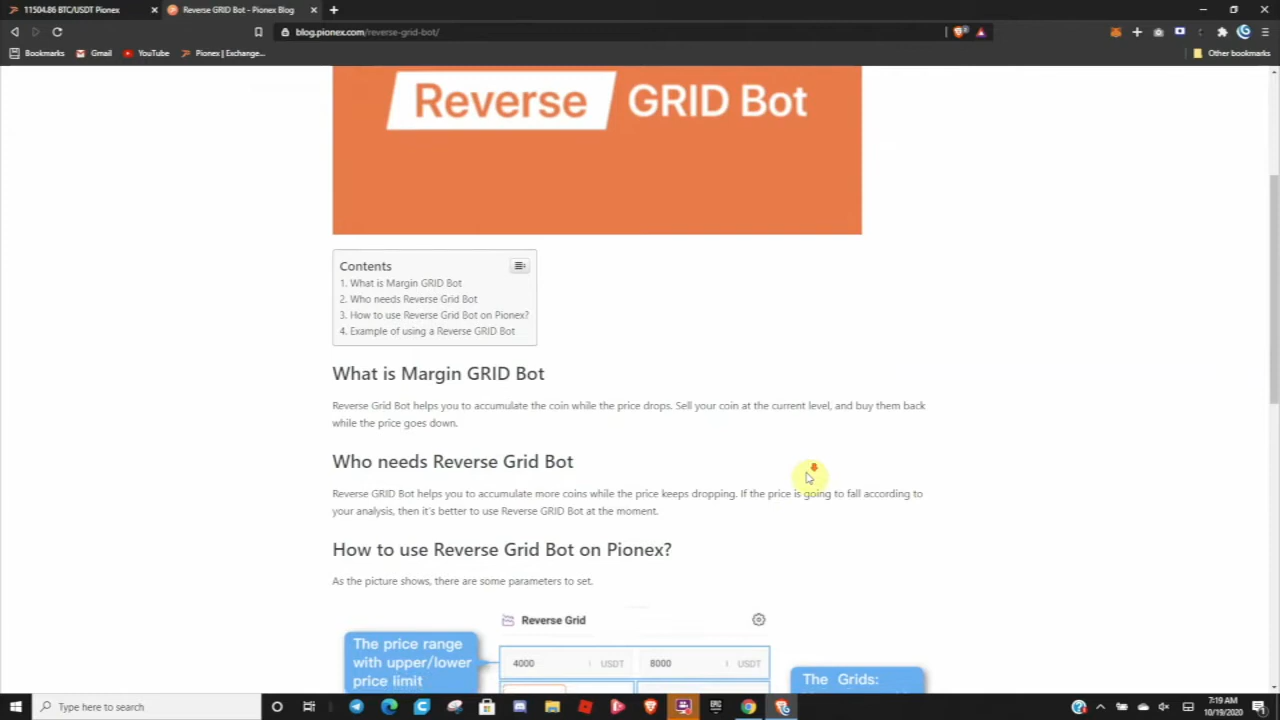 11504.86 BTC/USDT Pionex
Reverse GRID Bot - Pionex Blog
blog.pionex.com/reverse-grid-bot/
Bookmarks
Gmail
YouTube
Pionex | Exchange...
Other bookmarks
Reverse GRID Bot
Contents
1. What is Margin GRID Bot
2. Who needs Reverse Grid Bot
3. How to use Reverse Grid Bot on Pionex?
4. Example of using a Reverse GRID Bot
What is Margin GRID Bot
Reverse Grid Bot helps you to accumulate the coin while the price drops. Sell your coin at the current level, and buy them back
while the price goes down.
Who needs Reverse Grid Bot
Reverse GRID Bot helps you to accumulate more coins while the price keeps dropping. If the price is going to fall according to
your analysis, then it's better to use Reverse GRID Bot at the moment.
How to use Reverse Grid Bot on Pionex?
As the picture shows, there are some parameters to set.
Reverse Grid
The price range
with upper/lower
price limit
4000 USDT
8000 USDT
The Grids:
Type here to search
7:19 AM
10/19/2020